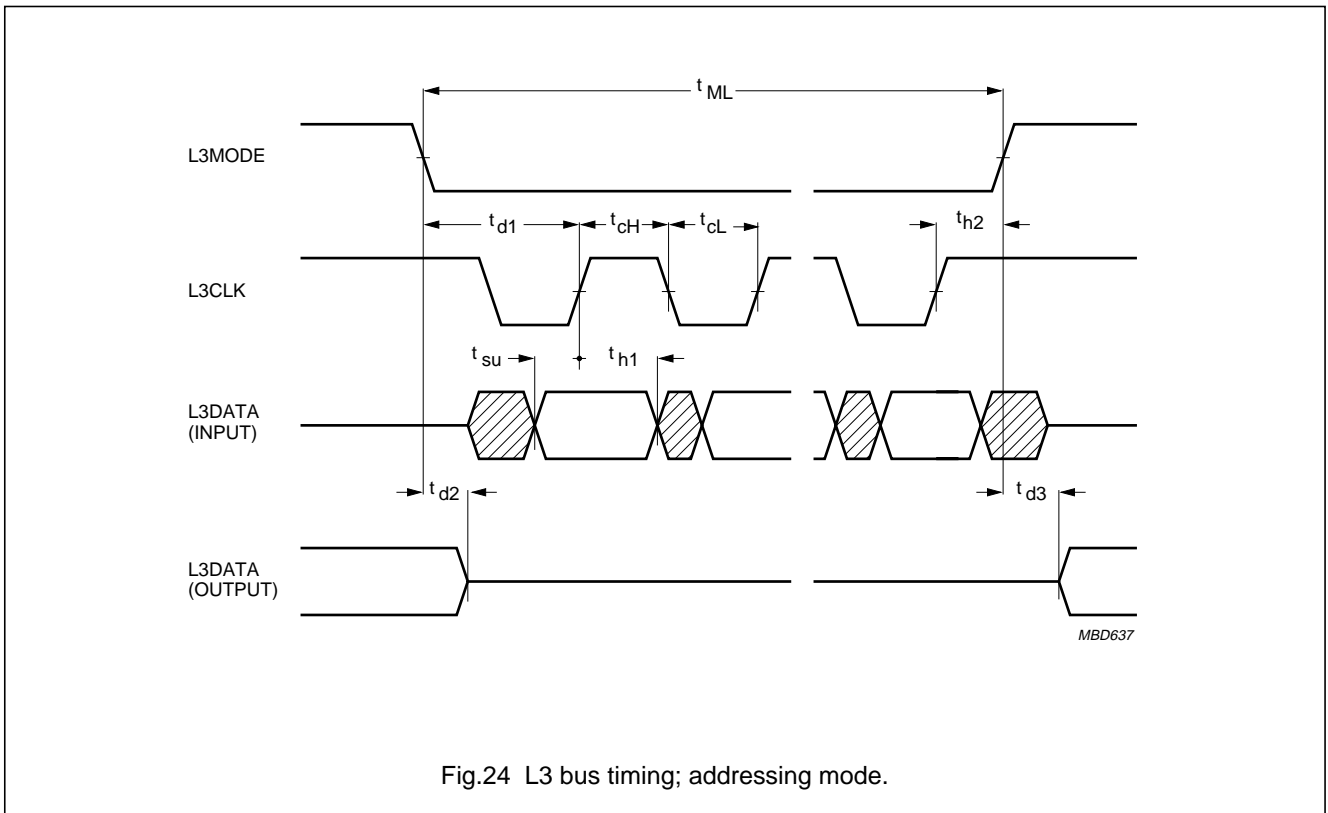 t ML
L3MODE
t d1
t cH
t cL
t h2
L3CLK
t su
t h1
L3DATA
(INPUT)
t d2
t d3
L3DATA
(OUTPUT)
MBD637
Fig.24 L3 bus timing; addressing mode.